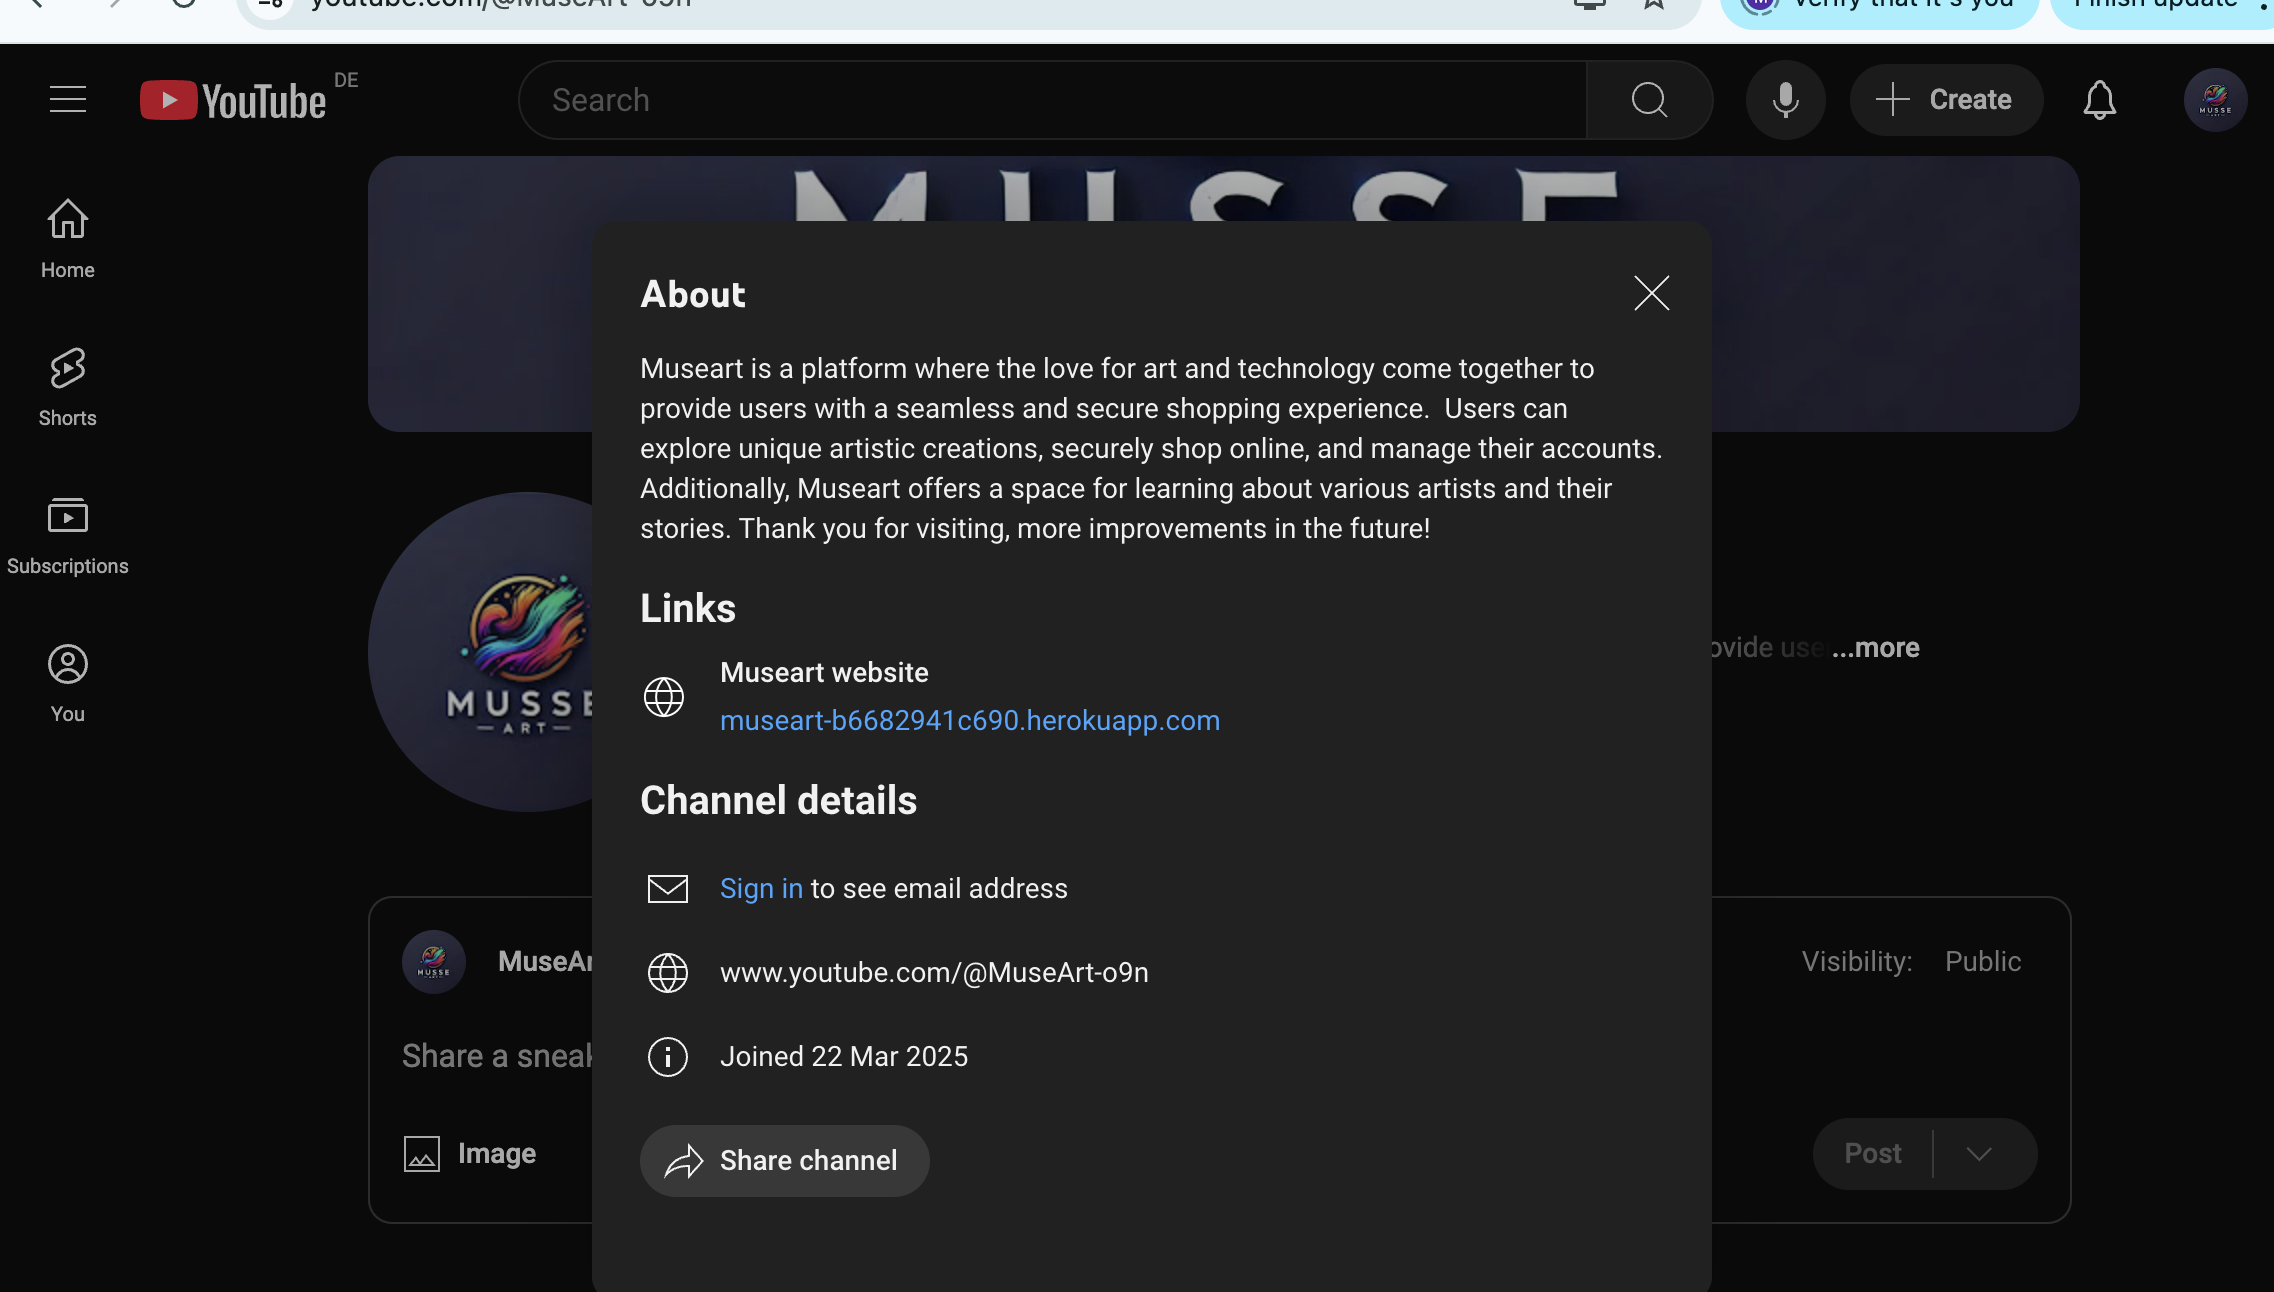 youtube.com/@MuseArt-o9n
Verify that it's you
Finish update
YouTube DE
Search
Create
MUSSE
Home
Shorts
Subscriptions
You
About
Museart is a platform where the love for art and technology come together to
provide users with a seamless and secure shopping experience.  Users can
explore unique artistic creations, securely shop online, and manage their accounts.
Additionally, Museart offers a space for learning about various artists and their
stories. Thank you for visiting, more improvements in the future!
Links
Museart website
museart-b6682941c690.herokuapp.com
Channel details
Sign in to see email address
www.youtube.com/@MuseArt-o9n
Joined 22 Mar 2025
Share channel
MUSSE
ART
ovide use ...more
MUSSE
MuseAr
Visibility: Public
Share a sneak
Image
Post